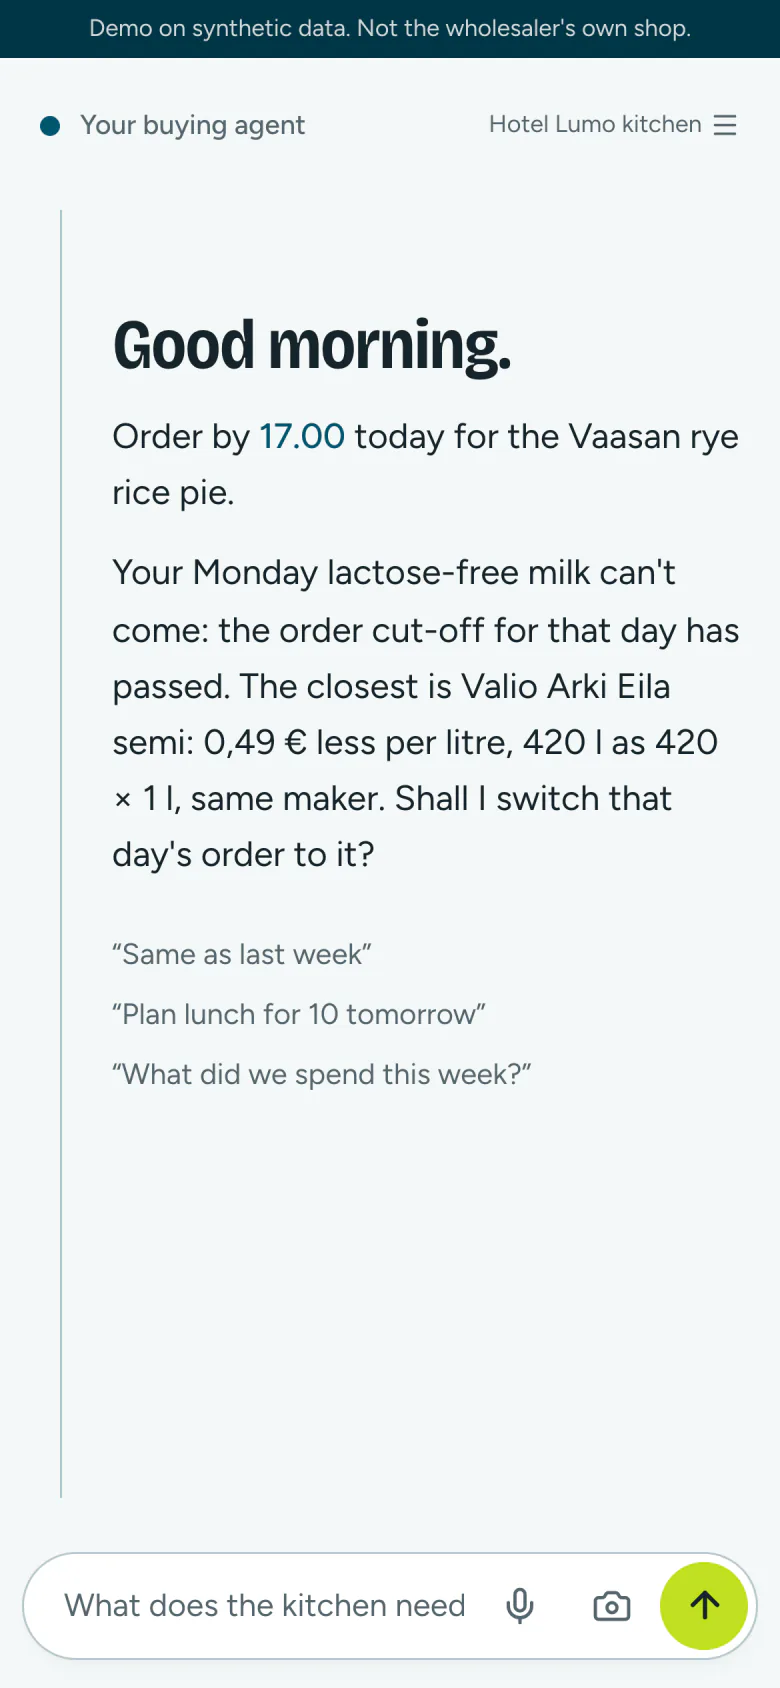 Demo on synthetic data. Not the wholesaler's own shop.
Your buying agent
Hotel Lumo kitchen
Good morning.
Order by 17.00 today for the Vaasan rye
rice pie.
Your Monday lactose-free milk can't
come: the order cut-off for that day has
passed. The closest is Valio Arki Eila
semi: 0,49 € less per litre, 420 l as 420
× 1 l, same maker. Shall I switch that
day's order to it?
“Same as last week”
“Plan lunch for 10 tomorrow”
“What did we spend this week?”
What does the kitchen need